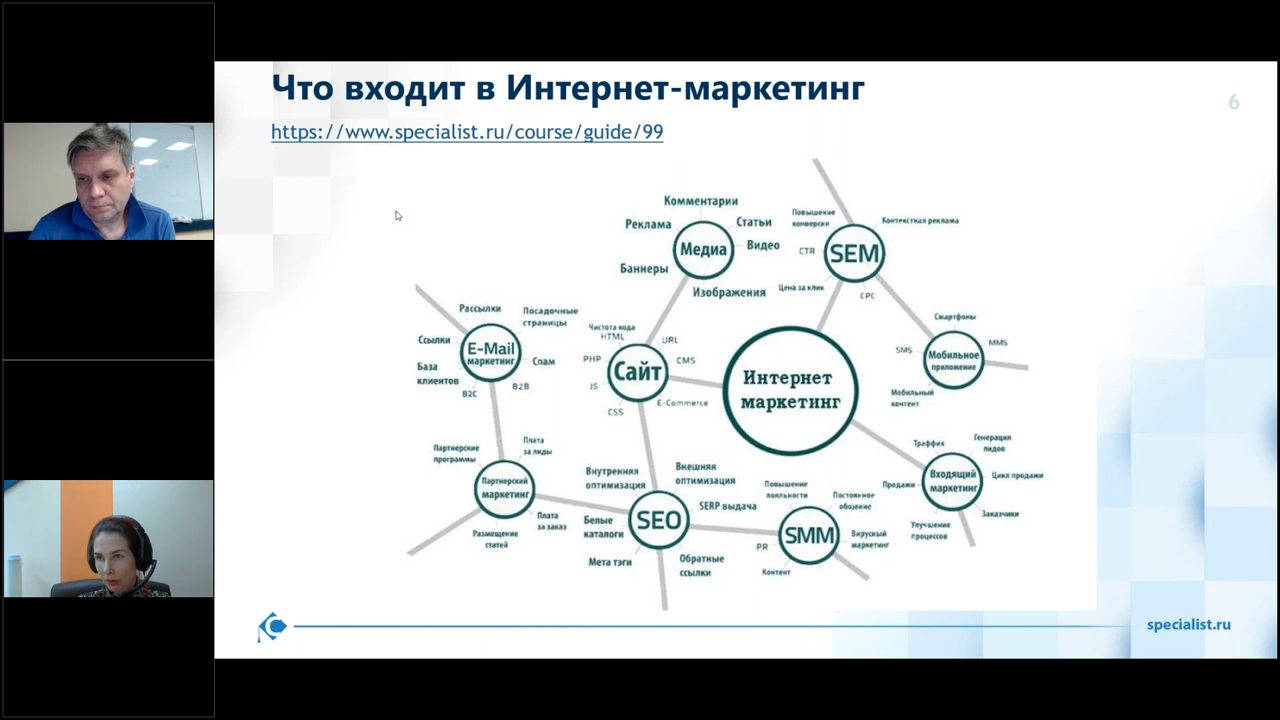 Что входит в Интернет-маркетинг
6
https://www.specialist.ru/course/guide/99
Комментарии
Реклама
Статьи
Медиа
Видео
Баннеры
Изображения
Повышение
конверсии
Контекстная реклама
CTR
SEM
Цена за клик
CPC
Рассылки
Посадочные
страницы
Ссылки
E-Mail
маркетинг
Спам
База
клиентов
B2C
B2B
Чистота кода
HTML
URL
PHP
CMS
Сайт
JS
E-Commerce
CSS
Интернет
маркетинг
Смартфоны
SMS
MMS
Мобильное
приложение
Мобильный
контент
Партнерские
программы
Плата
за лиды
Партнерский
маркетинг
Плата
за заказ
Размещение
статей
Внутренняя
оптимизация
Внешняя
оптимизация
SERP выдача
Белые
каталоги
SEO
Мета тэги
Обратные
ссылки
Повышение
лояльности
Постоянное
общение
SMM
PR
Вирусный
маркетинг
Контент
Траффик
Генерация
лидов
Продажи
Входящий
маркетинг
Цикл продажи
Заказчики
Улучшение
процессов
specialist.ru